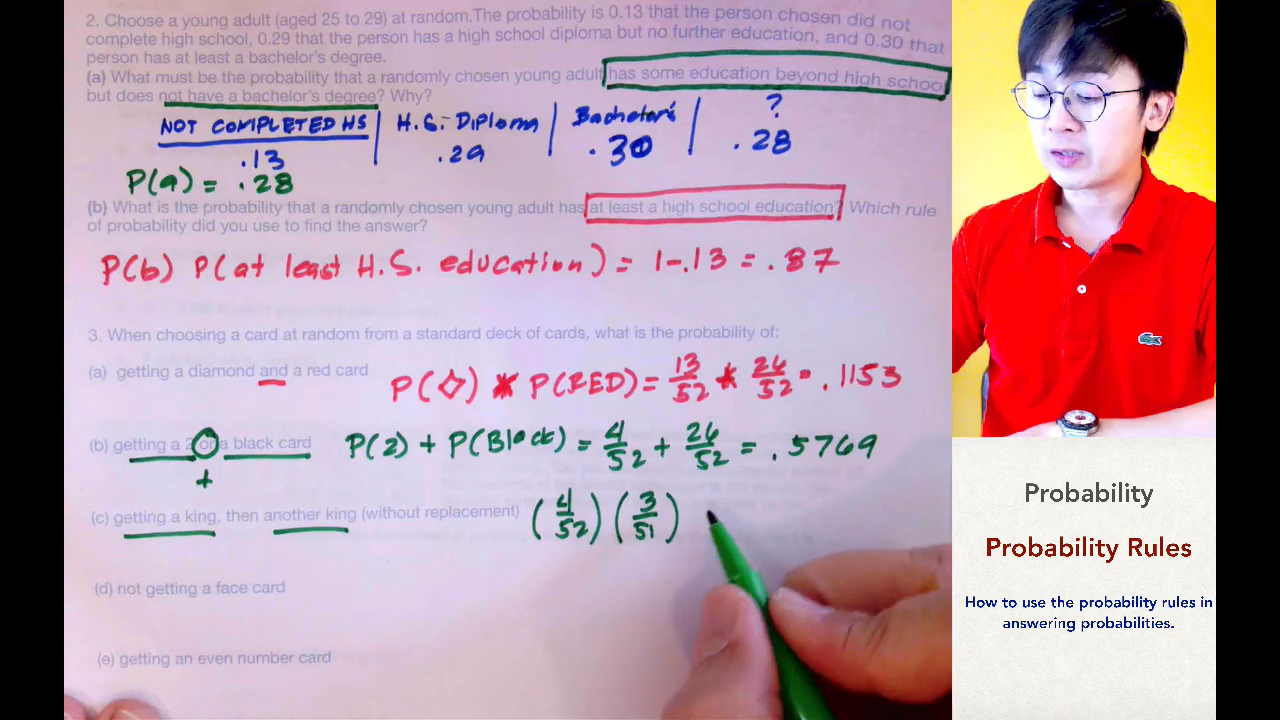 2. Choose a young adult (aged 25 to 29) at random.The probability is 0.13 that the person chosen did not
complete high school, 0.29 that the person has a high school diploma but no further education, and 0.30 that
person has at least a bachelor's degree.
(a) What must be the probability that a randomly chosen young adult has some education beyond high school
but does not have a bachelor's degree? Why?
NOT COMPLETED HS H.S. Diploma Bachelor's ?
.13 .29 .30 .28
P(a) = .28
(b) What is the probability that a randomly chosen young adult has at least a high school education? Which rule
of probability did you use to find the answer?
P(b) P(at least H.S. education) = 1-.13 = .87
3. When choosing a card at random from a standard deck of cards, what is the probability of:
(a) getting a diamond and a red card P(◇) * P(RED) = 13/52 * 26/52 = .1153
(b) getting a 2 or a black card P(2) + P(Black) = 4/52 + 26/52 = .5769
+
(c) getting a king, then another king (without replacement) (4/52)(3/51)
(d) not getting a face card
(e) getting an even number card
Probability
Probability Rules
How to use the probability rules in
answering probabilities.